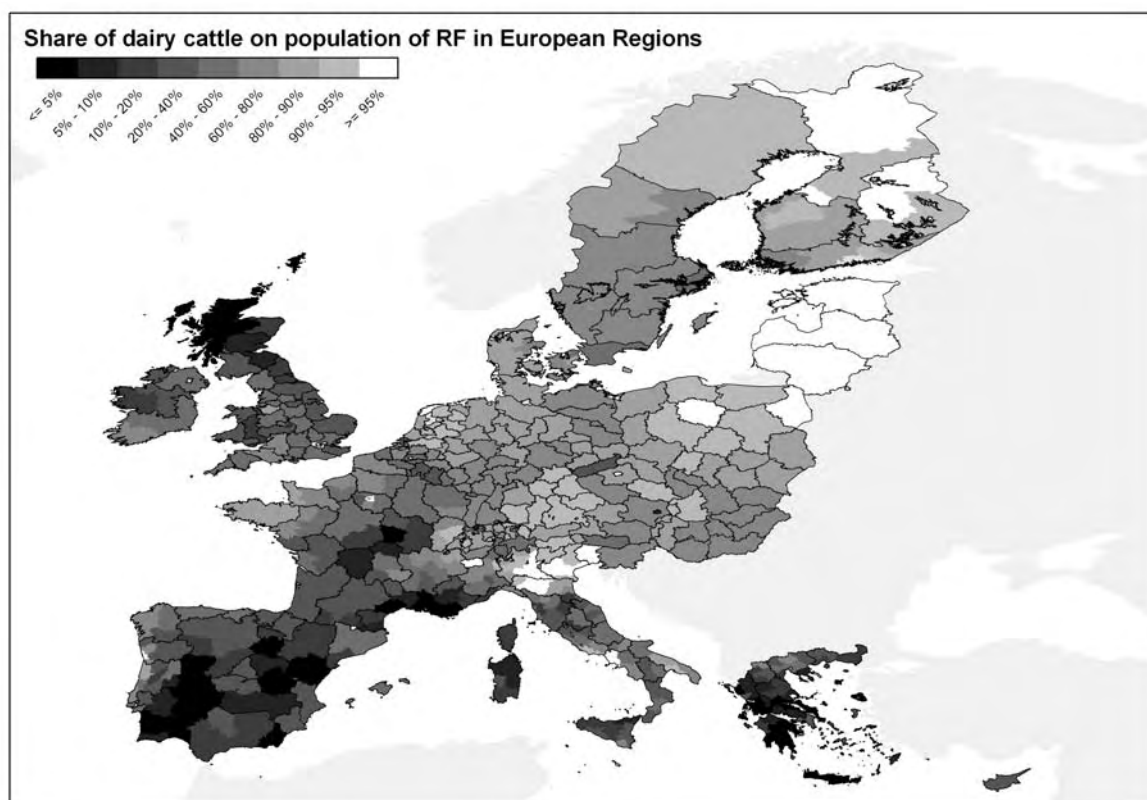 Share of dairy cattle on population of RF in European Regions
<= 5%
5% - 10%
10% - 20%
20% - 40%
40% - 60%
60% - 80%
80% - 90%
90% - 95%
>= 95%